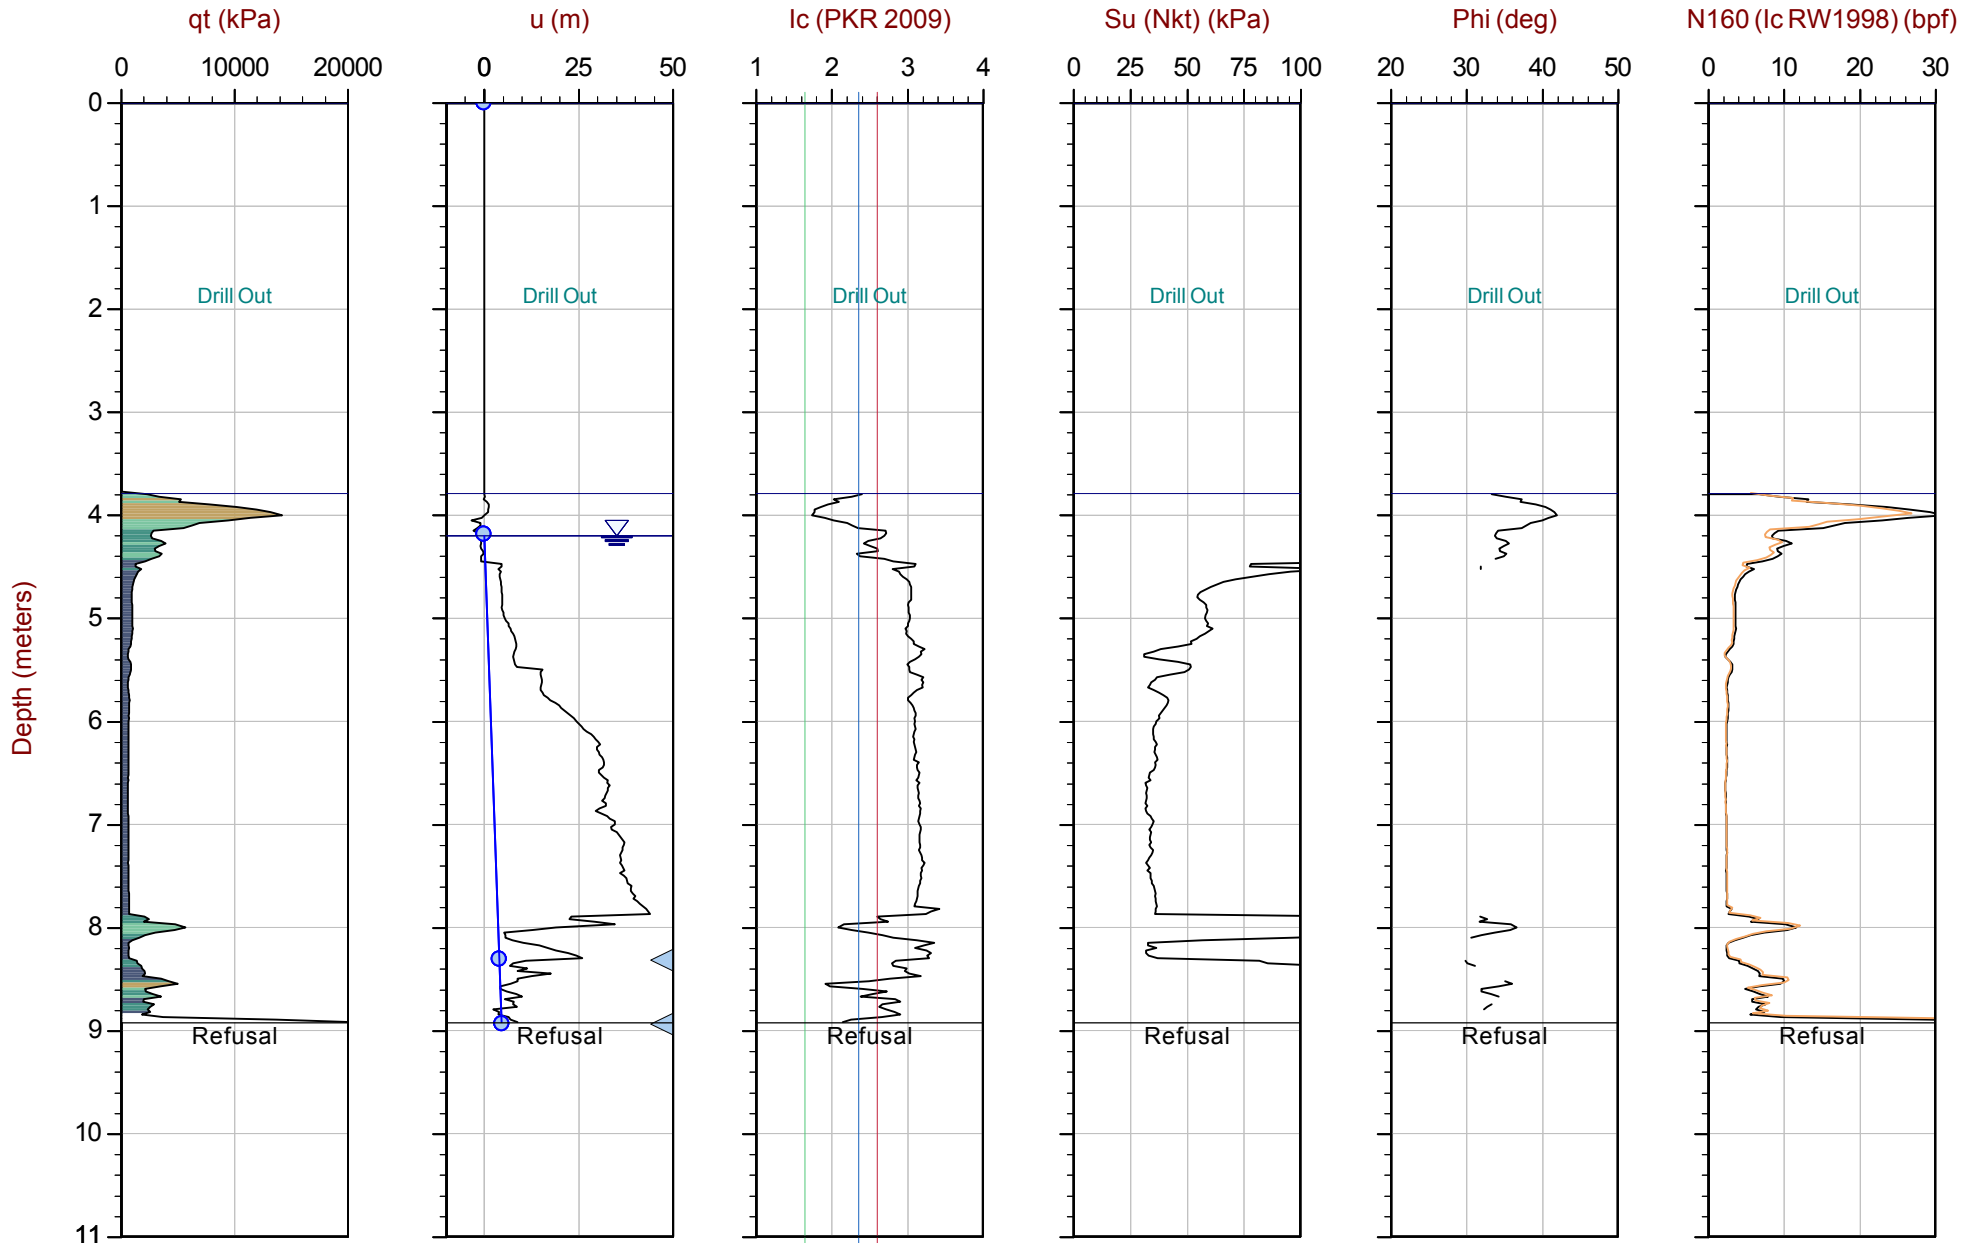 qt (kPa) u (m) Ic (PKR 2009) Su (Nkt) (kPa) Phi (deg) N160 (Ic RW1998) (bpf)
0 10000 20000 0 25 50 1 2 3 4 0 25 50 75 100 20 30 40 50 0 10 20 30
0
1
Drill Out Drill Out Drill Out Drill Out Drill Out Drill Out
2
3
4
5
Depth (meters)
6
7
8
9
Refusal Refusal Refusal Refusal Refusal Refusal
10
11